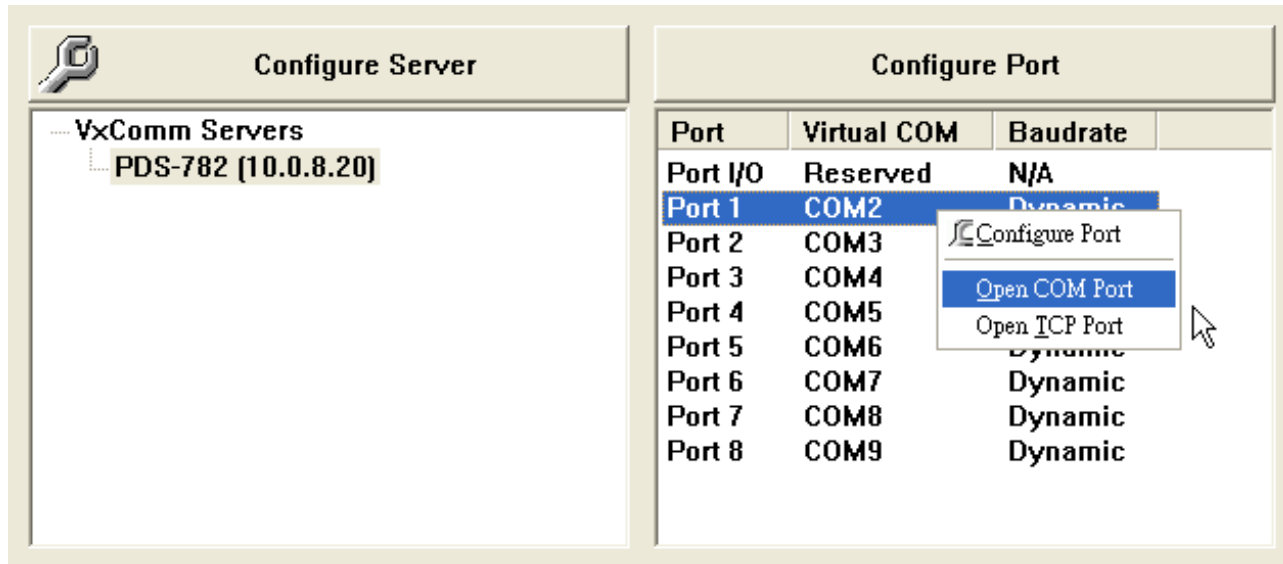 Configure Server
VxComm Servers
PDS-782 (10.0.8.20)
Configure Port
Port Virtual COM Baudrate
Port I/O Reserved N/A
Port 1 COM2 Dynamic
Port 2 COM3
Port 3 COM4
Port 4 COM5
Port 5 COM6 Dynamic
Port 6 COM7 Dynamic
Port 7 COM8 Dynamic
Port 8 COM9 Dynamic
Configure Port
Open COM Port
Open TCP Port